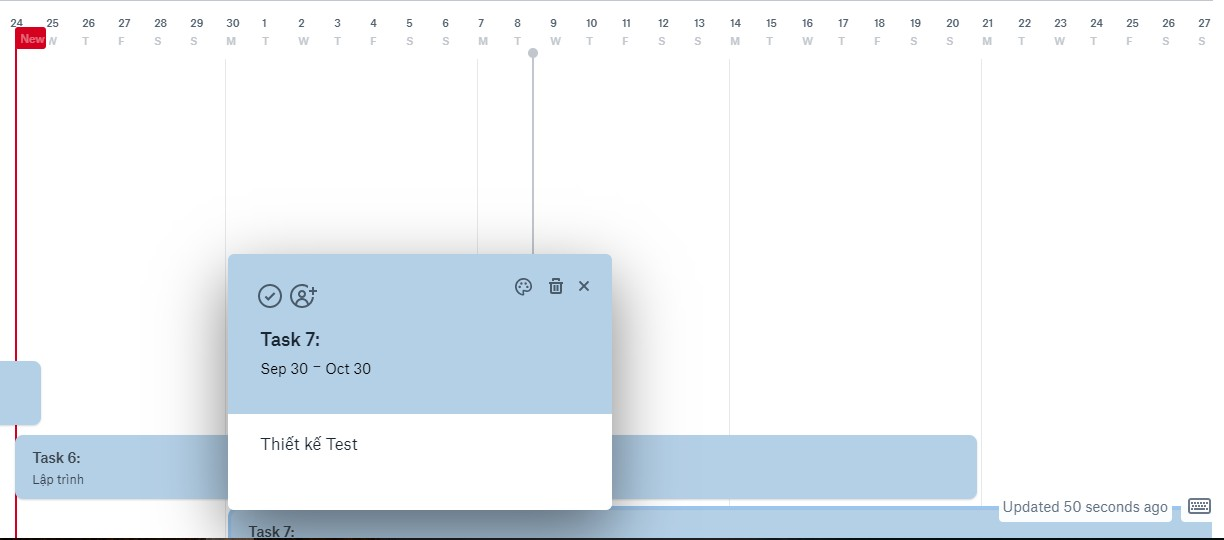 24 25 26 27 28 29 30 1 2 3 4 5 6 7 8 9 10 11 12 13 14 15 16 17 18 19 20 21 22 23 24 25 26 27
New W T F S S M T W T F S S M T W T F S S M T W T F S S M T W T F S S
Task 7:
Sep 30 – Oct 30
Thiết kế Test
Task 6:
Lập trình
Updated 50 seconds ago
Task 7: